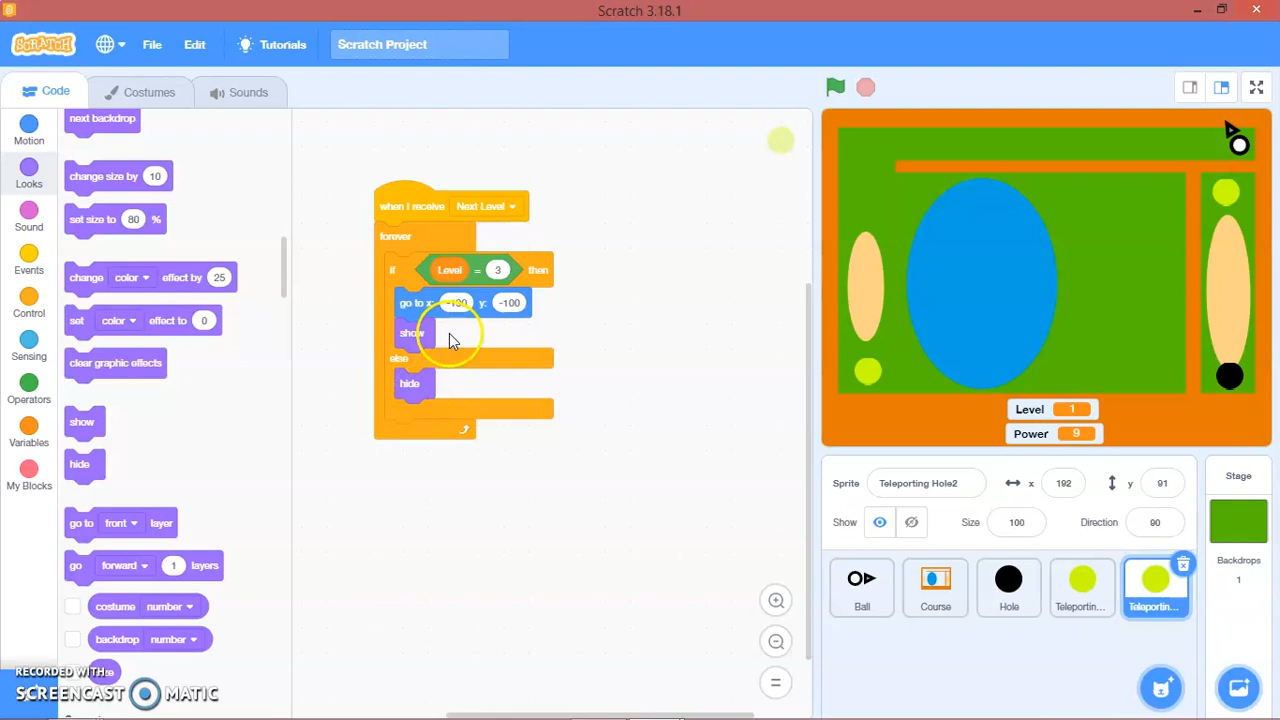 Scratch 3.18.1
SCRATCH
File
Edit
Tutorials
Scratch Project
Code
Costumes
Sounds
Motion
Looks
Sound
Events
Control
Sensing
Operators
Variables
My Blocks
next backdrop
change size by 10
set size to 80 %
change color effect by 25
set color effect to 0
clear graphic effects
show
hide
go to front layer
go forward 1 layers
costume number
backdrop number
when I receive Next Level
forever
if Level = 3 then
go to x: -190 y: -100
show
else
hide
Level 1
Power 9
Sprite Teleporting Hole2 x 192 y 91
Show Size 100 Direction 90
Ball
Course
Hole
Teleportin...
Teleportin...
Stage
Backdrops
1
RECORDED WITH
SCREENCAST MATIC